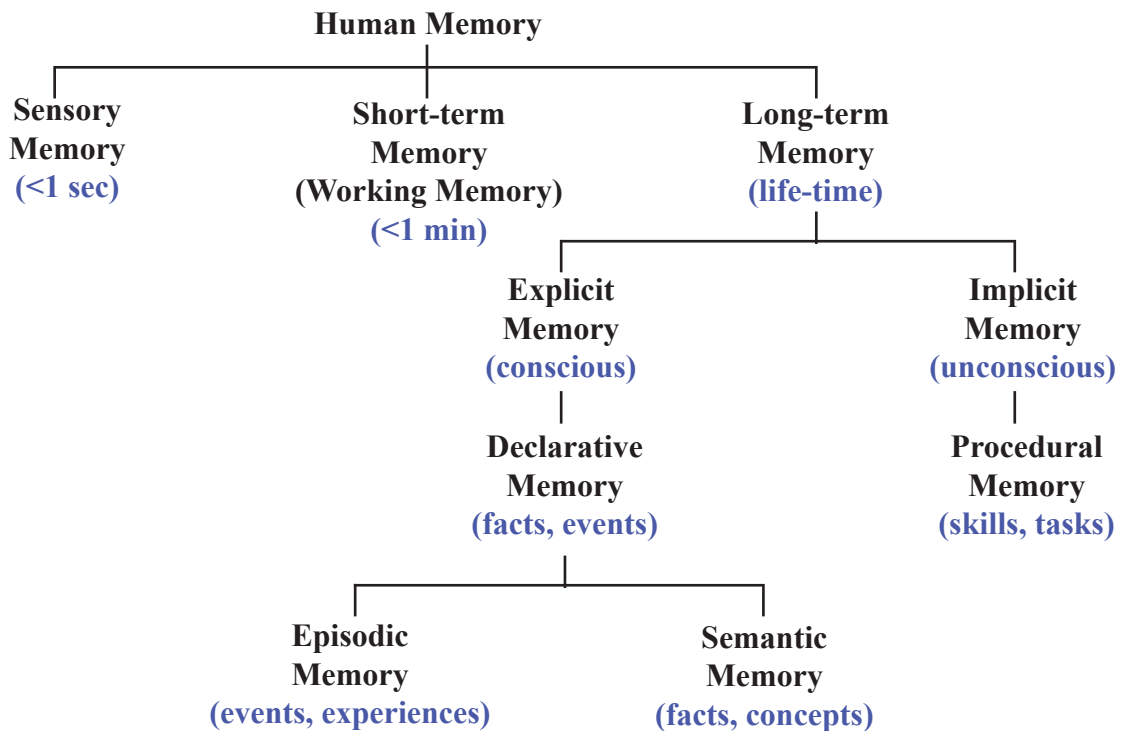 Human Memory
Sensory
Memory
(<1 sec)
Short-term
Memory
(Working Memory)
(<1 min)
Long-term
Memory
(life-time)
Explicit
Memory
(conscious)
Implicit
Memory
(unconscious)
Declarative
Memory
(facts, events)
Procedural
Memory
(skills, tasks)
Episodic
Memory
(events, experiences)
Semantic
Memory
(facts, concepts)